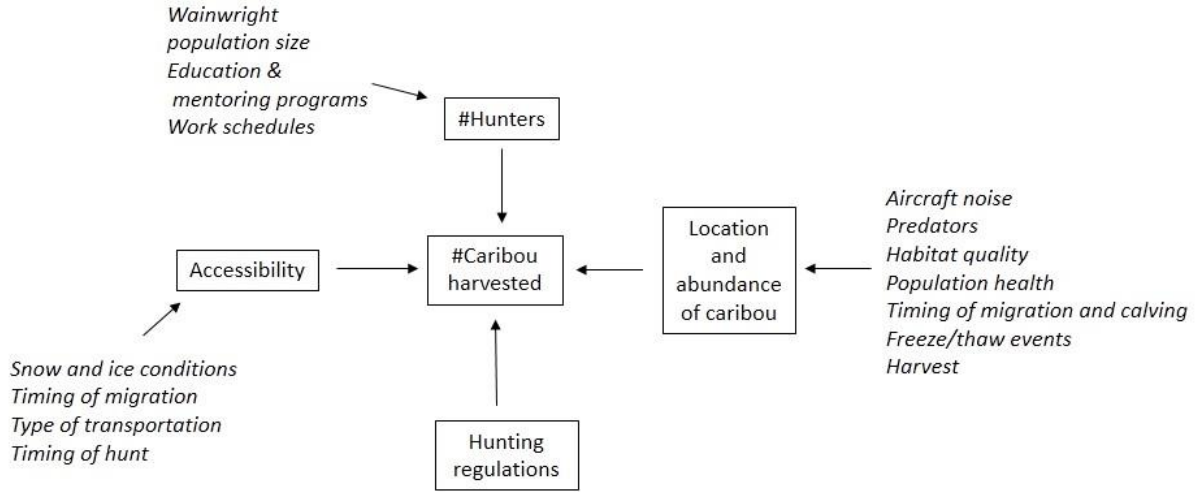 Wainwright
population size
Education &
mentoring programs
Work schedules
#Hunters
Aircraft noise
Predators
Habitat quality
Population health
Timing of migration and calving
Freeze/thaw events
Harvest
Location
and
abundance
of caribou
#Caribou
harvested
Accessibility
Snow and ice conditions
Timing of migration
Type of transportation
Timing of hunt
Hunting
regulations